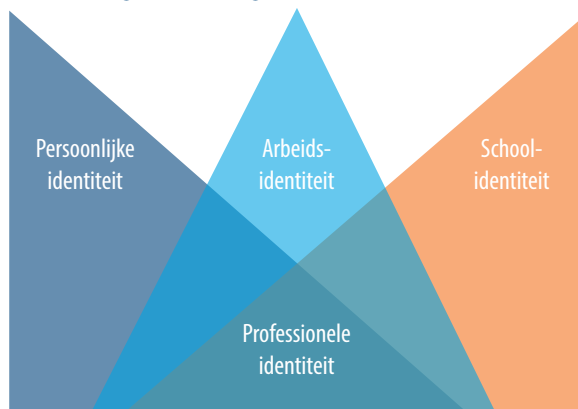 Persoonlijke
identiteit
Arbeids-
identiteit
School-
identiteit
Professionele
identiteit